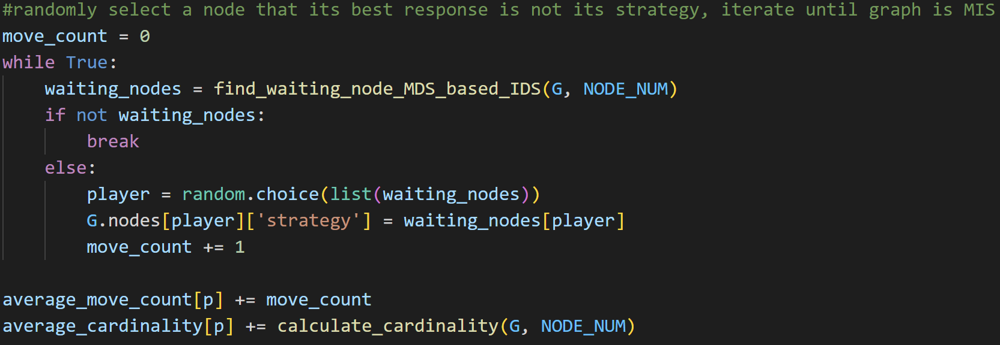 #randomly select a node that its best response is not its strategy, iterate until graph is MIS
move_count = 0
while True:
    waiting_nodes = find_waiting_node_MDS_based_IDS(G, NODE_NUM)
    if not waiting_nodes:
        break
    else:
        player = random.choice(list(waiting_nodes))
        G.nodes[player]['strategy'] = waiting_nodes[player]
        move_count += 1

average_move_count[p] += move_count
average_cardinality[p] += calculate_cardinality(G, NODE_NUM)